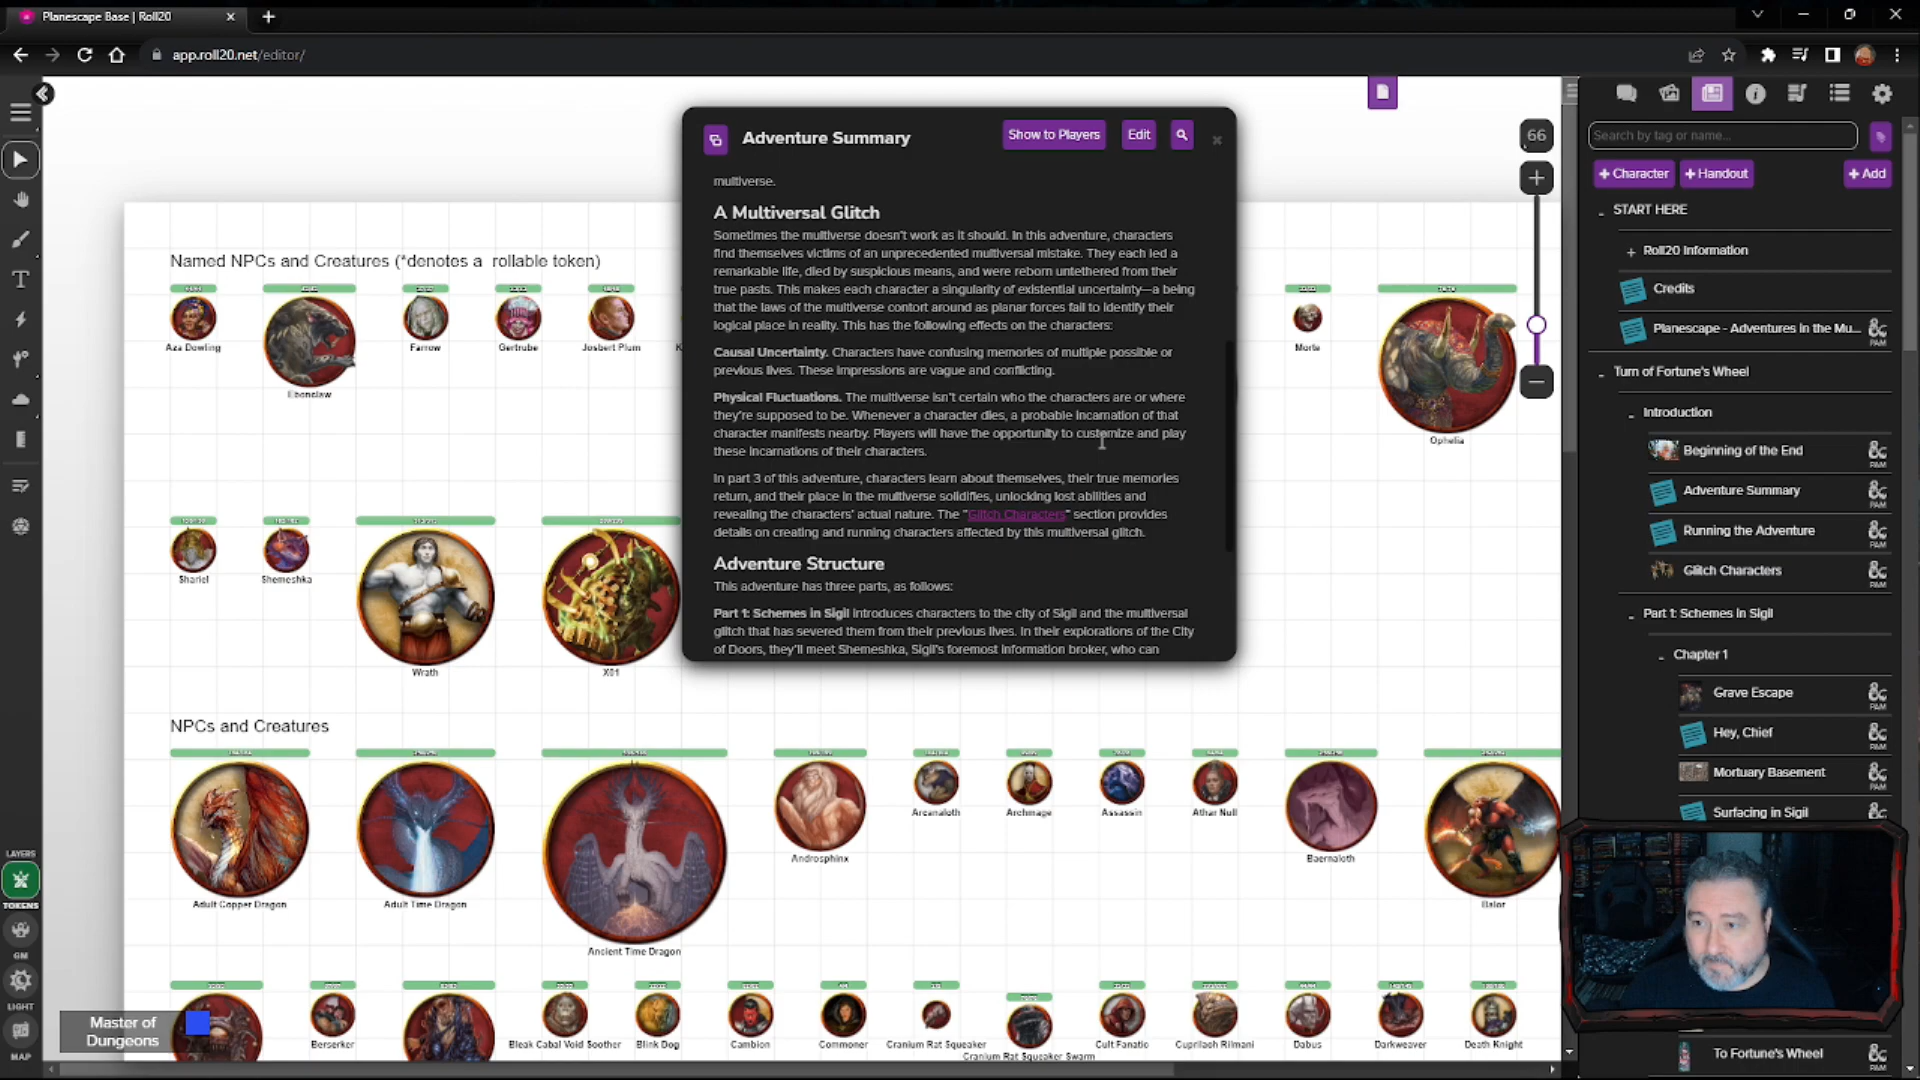 Planescape Base | Roll20
app.roll20.net/editor/
Adventure Summary
Show to Players
Edit
66
Search by tag or name...
+ Character
+ Handout
+ Add
START HERE
Roll20 Information
Credits
Planescape - Adventures in the Mu...
PAM
Turn of Fortune's Wheel
Introduction
Beginning of the End
PAM
Adventure Summary
PAM
Running the Adventure
PAM
Glitch Characters
PAM
Part 1: Schemes in Sigil
Chapter 1
Grave Escape
PAM
Hey, Chief
PAM
Mortuary Basement
PAM
Surfacing in Sigil
To Fortune's Wheel
PAM
multiverse.
A Multiversal Glitch
Sometimes the multiverse doesn't work as it should. In this adventure, characters
find themselves victims of an unprecedented multiversal mistake. They each led a
remarkable life, died by suspicious means, and were reborn untethered from their
true pasts. This makes each character a singularity of existential uncertainty—a being
that the laws of the multiverse contort around as planar forces fail to identify their
logical place in reality. This has the following effects on the characters:
Causal Uncertainty. Characters have confusing memories of multiple possible or
previous lives. These impressions are vague and conflicting.
Physical Fluctuations. The multiverse isn't certain who the characters are or where
they're supposed to be. Whenever a character dies, a probable incarnation of that
character manifests nearby. Players will have the opportunity to customize and play
these incarnations of their characters.
In part 3 of this adventure, characters learn about themselves, their true memories
return, and their place in the multiverse solidifies, unlocking lost abilities and
revealing the characters' actual nature. The "Glitch Characters" section provides
details on creating and running characters affected by this multiversal glitch.
Adventure Structure
This adventure has three parts, as follows:
Part 1: Schemes in Sigil introduces characters to the city of Sigil and the multiversal
glitch that has severed them from their previous lives. In their explorations of the City
of Doors, they'll meet Shemeshka, Sigil's foremost information broker, who can
Named NPCs and Creatures (*denotes a rollable token)
Aza Dowling
Ebonclaw
Farrow
Gertrube
Josbert Plum
Morte
Ophelia
Shariel
Shemeshka
Wrath
X01
NPCs and Creatures
Adult Copper Dragon
Adult Time Dragon
Ancient Time Dragon
Androsphinx
Arcanaloth
Archmage
Assassin
Athar Null
Baernaloth
Balor
Berserker
Bleak Cabal Void Soother
Blink Dog
Cambion
Commoner
Cranium Rat Squeaker
Cranium Rat Squeaker Swarm
Cult Fanatic
Cuprilach Rilmani
Dabus
Darkweaver
Death Knight
LAYERS
TOKENS
GM
LIGHT
MAP
Master of
Dungeons